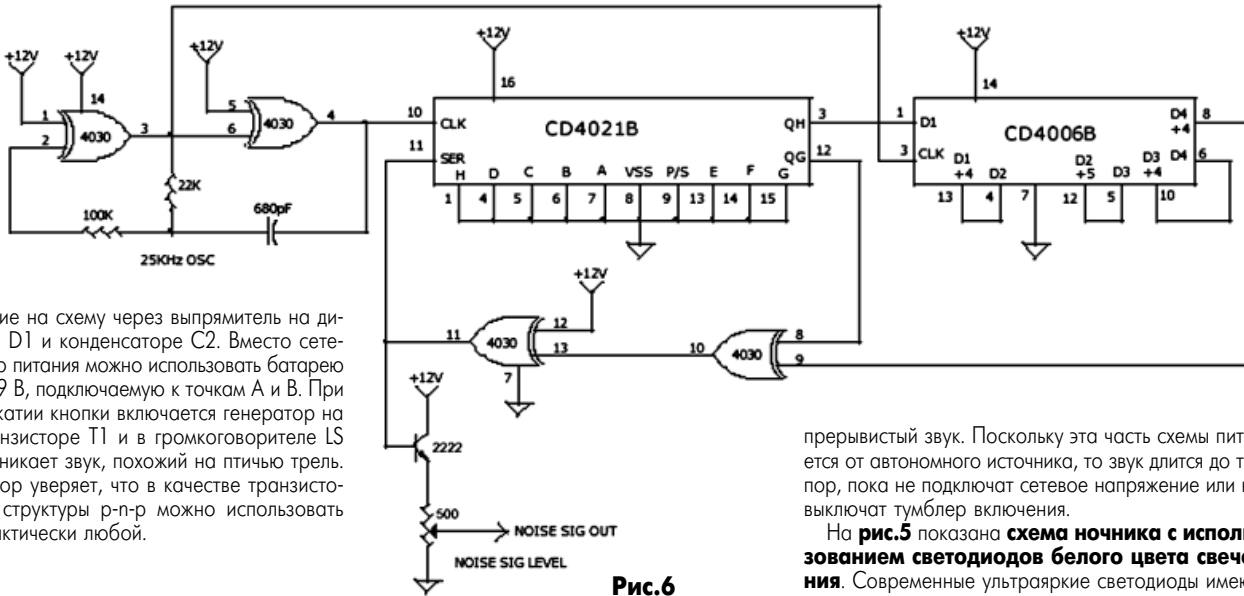 +12V
+12V
+12V
+12V
+12V
14
16
14
1
2
4030
3
5
6
4030
4
10
CLK
11
SER
CD4021B
QH
3
QG
12
H
D
C
B
A
VSS
P/S
E
F
G
1
4
5
6
7
8
9
13
14
15
1
D1
3
CLK
CD4006B
D4
+4
8
D4
6
D1
+4
D2
D2
+5
D3
D3
+4
13
4
7
12
5
10
22K
100K
680pF
25KHz OSC
+12V
11
4030
12
13
7
10
4030
8
9
+12V
2222
500
NOISE SIG OUT
NOISE SIG LEVEL
Рис.6
ие на схему через выпрямитель на ди-
D1 и конденсаторе С2. Вместо сете-
о питания можно использовать батарею
9 В, подключаемую к точкам А и В. При
катии кнопки включается генератор на
нзисторе Т1 и в громкоговорителе LS
никает звук, похожий на птичью трель.
ор уверяет, что в качестве транзисто-
структуры p-n-p можно использовать
ктически любой.
прерывистый звук. Поскольку эта часть схемы пит
ется от автономного источника, то звук длится до т
пор, пока не подключат сетевое напряжение или
выключат тумблер включения.
На рис.5 показана схема ночника с исполь
зованием светодиодов белого цвета свече
ния. Современные ультраяркие светодиоды имею